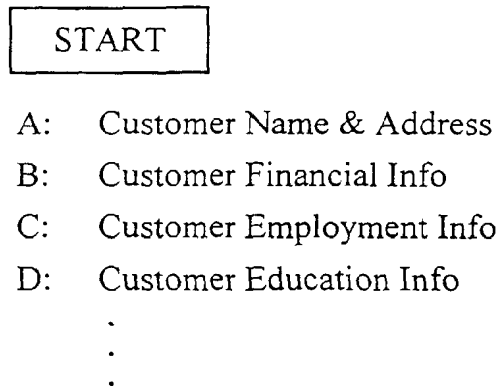 START
A: Customer Name & Address
B: Customer Financial Info
C: Customer Employment Info
D: Customer Education Info
.
.
.